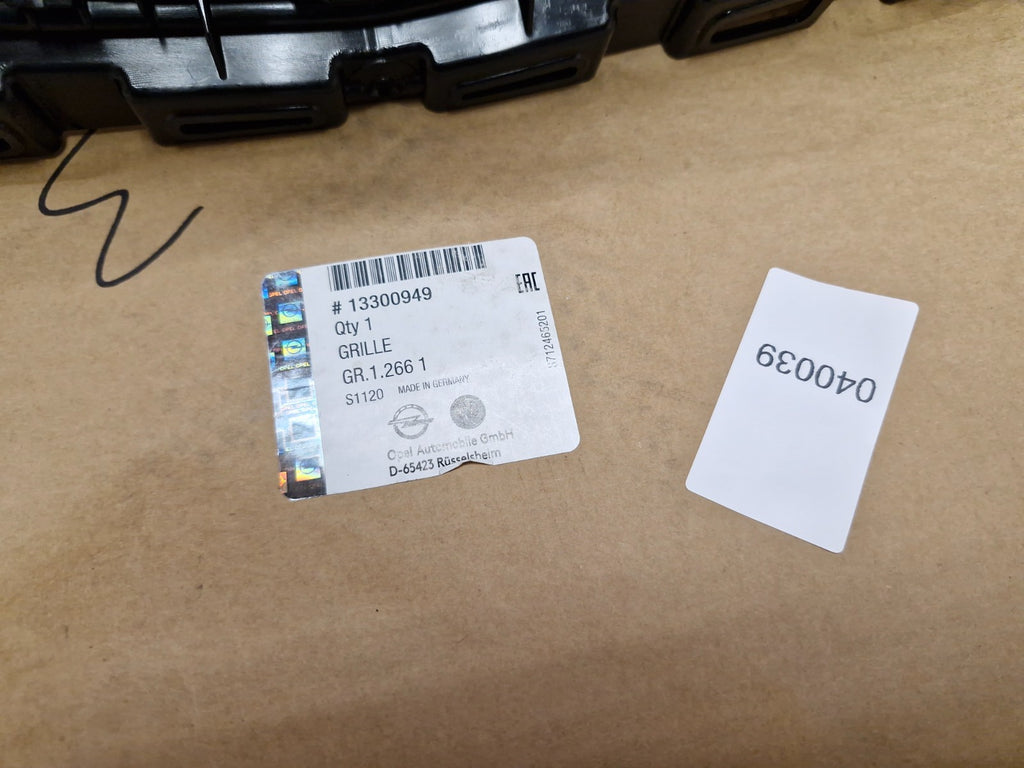 # 13300949
EAC
Qty 1
GRILLE
GR.1.266 1
S1120 MADE IN GERMANY
Opel Automobile GmbH
D-65423 Rüsselsheim
040039